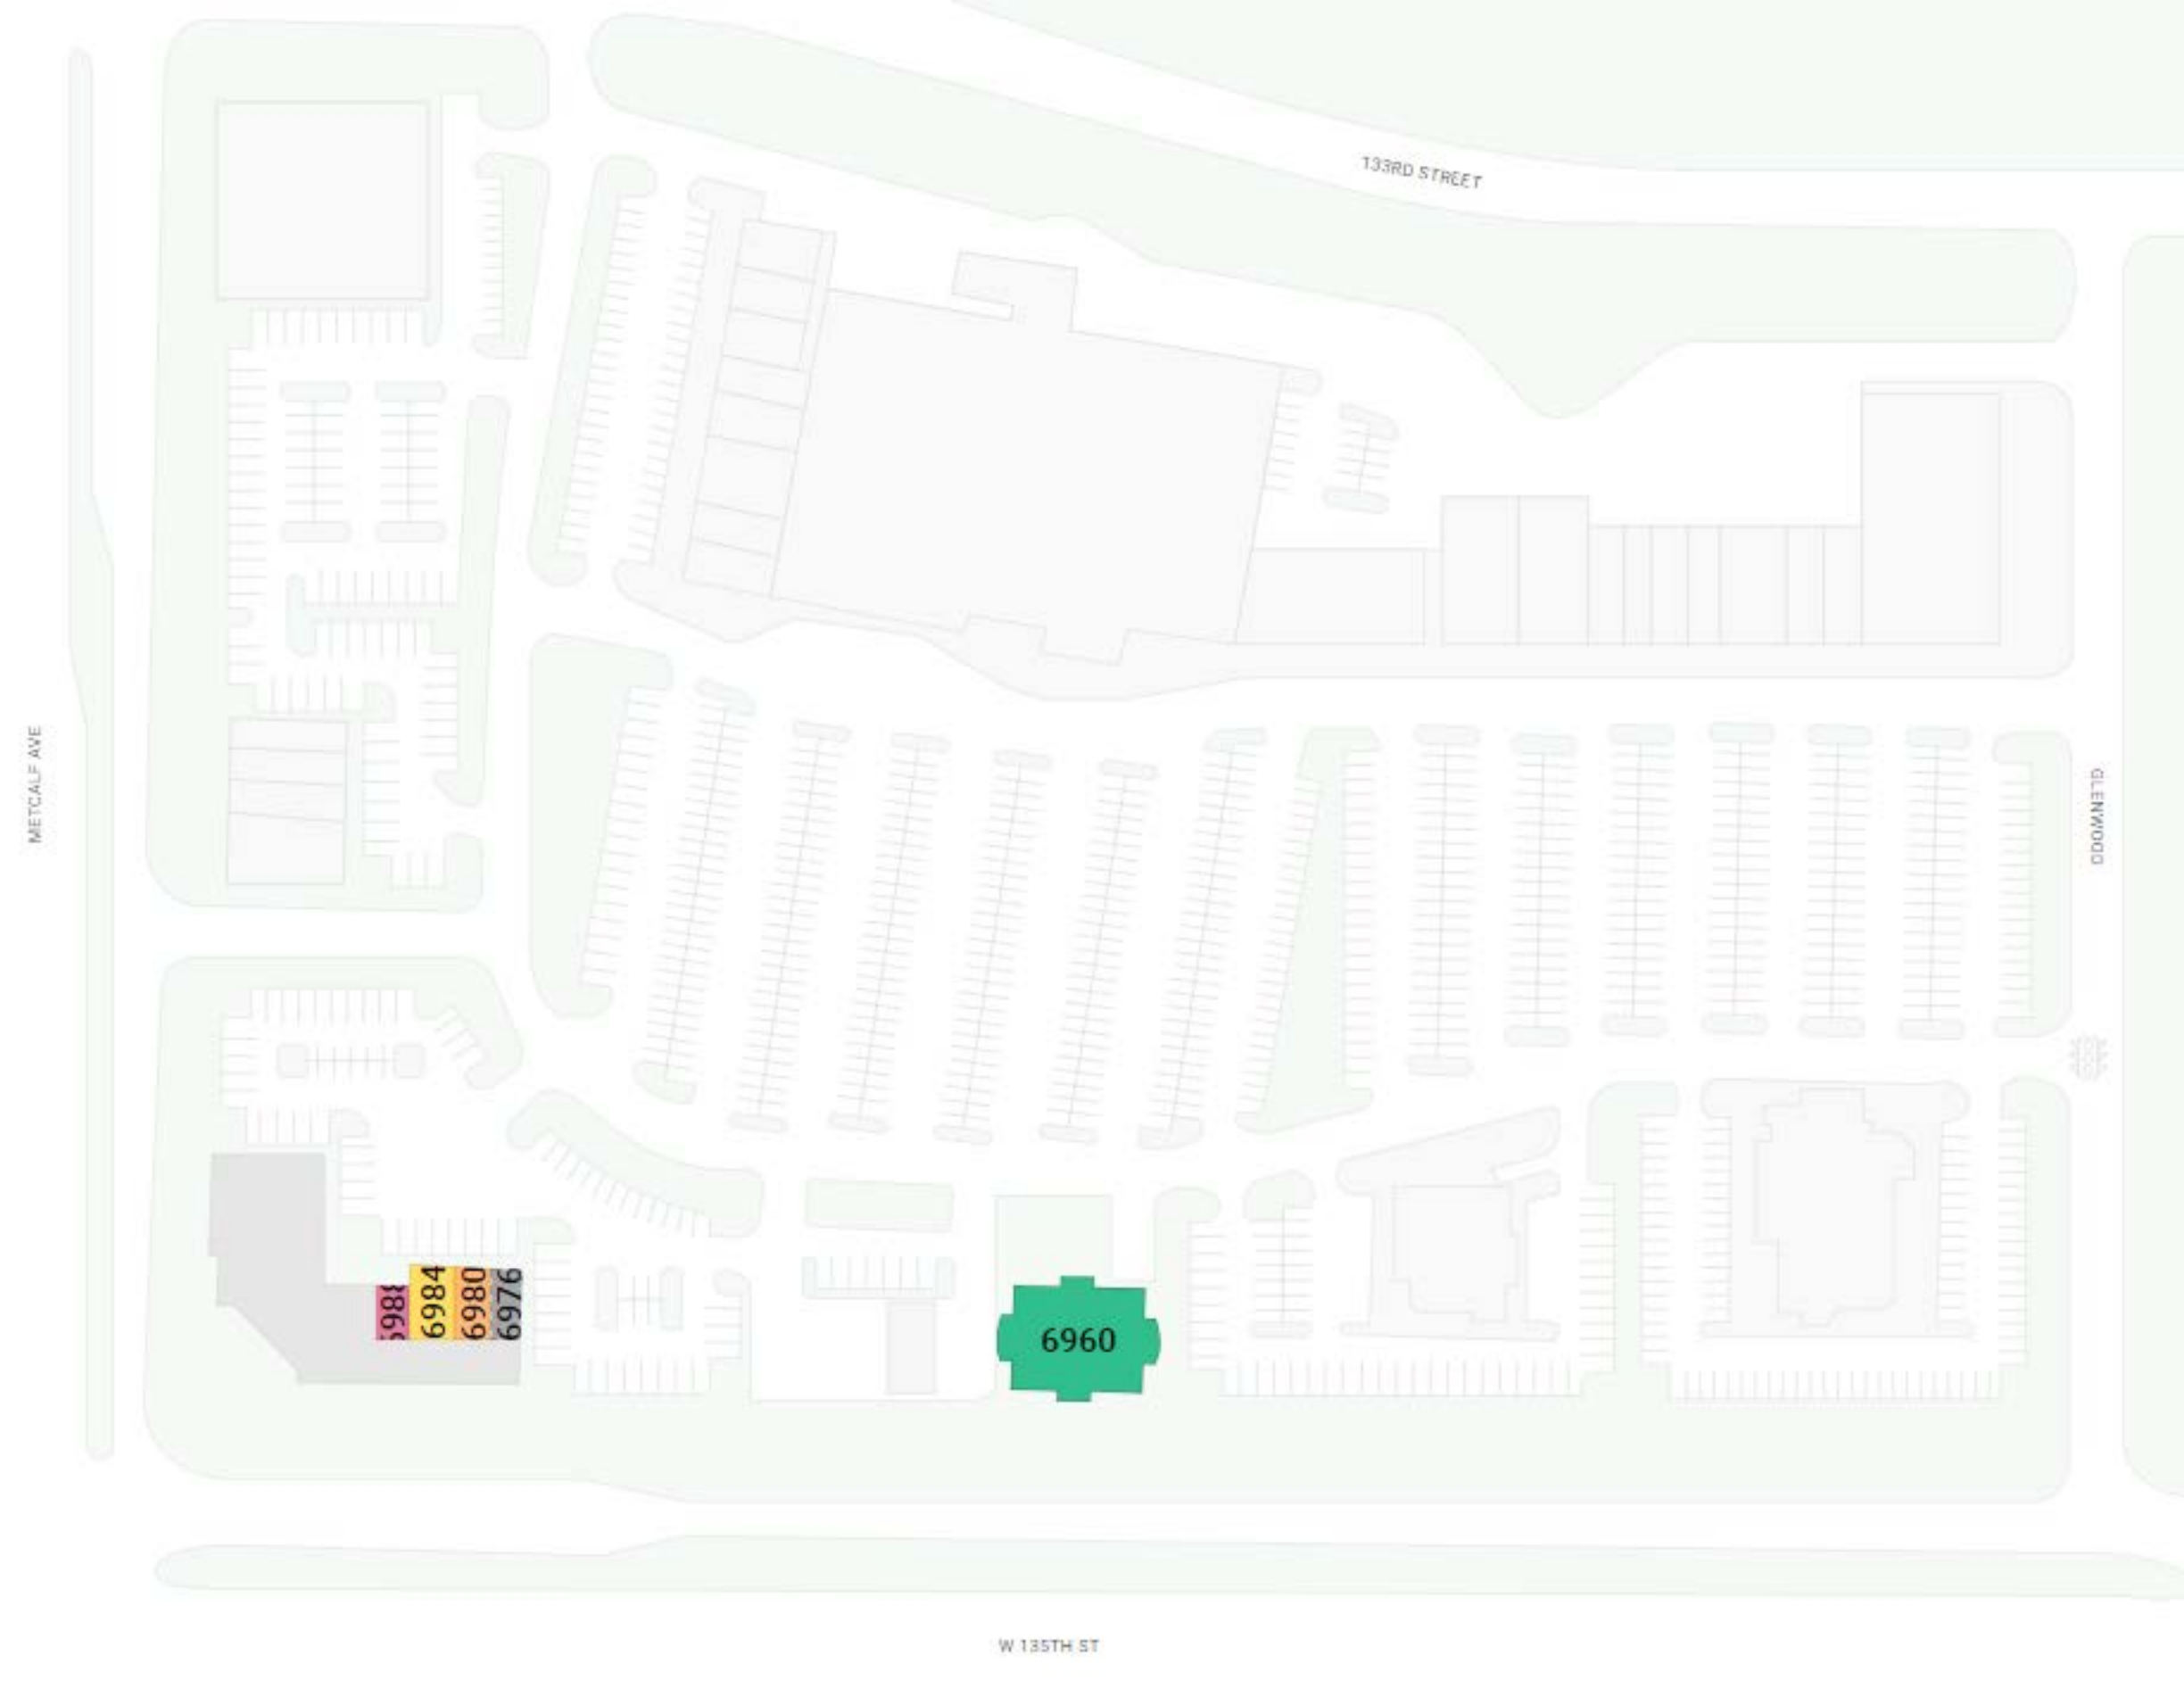 133RD STREET
METCALF AVE
GLENWOOD
6984
6980
6976
6960
W 135TH ST